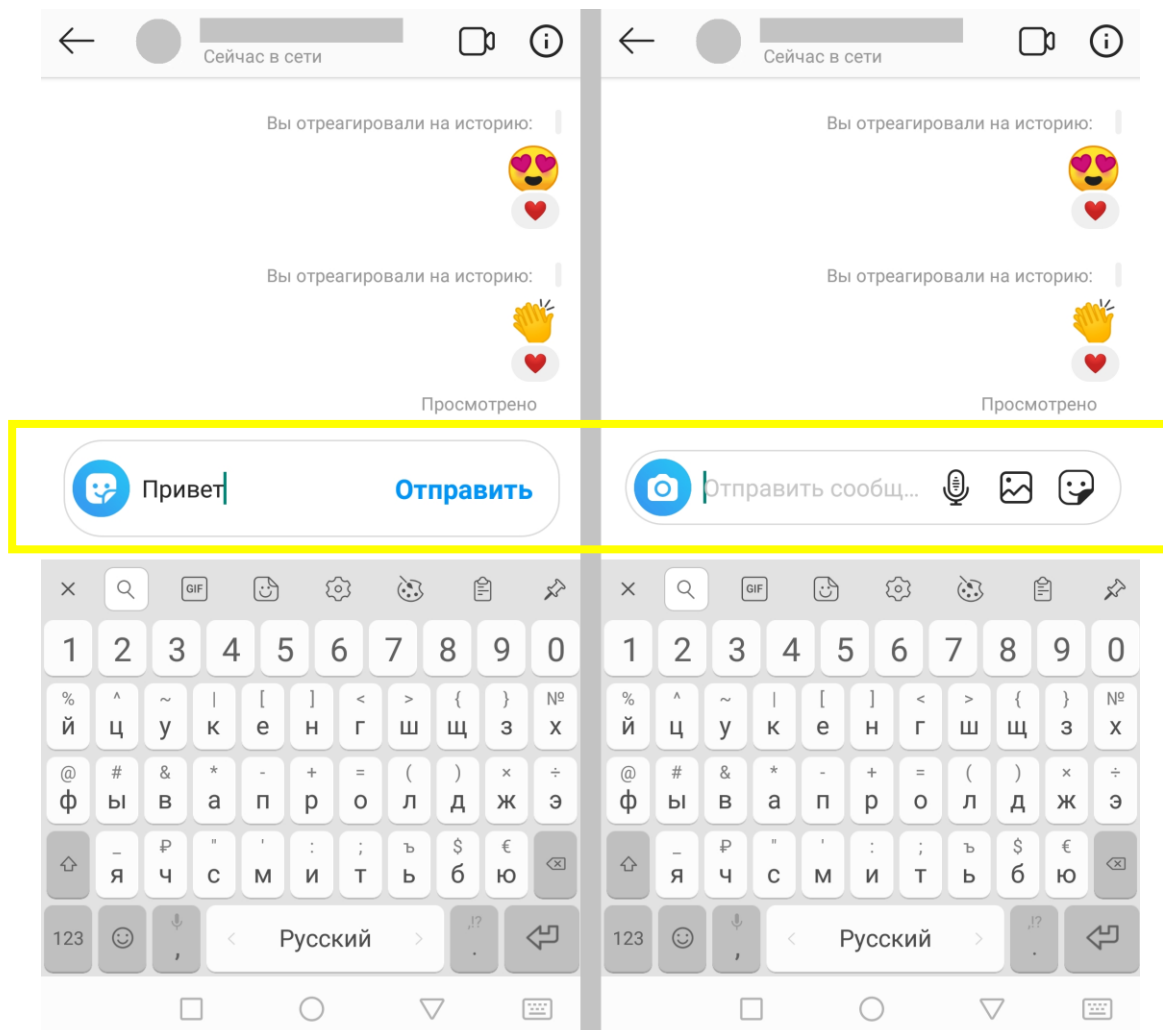 Сейчас в сети
Вы отреагировали на историю:
Вы отреагировали на историю:
Просмотрено
Привет Отправить
GIF
1 2 3 4 5 6 7 8 9 0
% ^ ~ | [ ] < > { } №
й ц у к е н г ш щ з х
@ # & * - + = ( ) × ÷
ф ы в а п р о л д ж э
_ ₽ " ' : ; ъ $ €
я ч с м и т ь б ю
,!?
123 , < Русский > .
Сейчас в сети
Вы отреагировали на историю:
Вы отреагировали на историю:
Просмотрено
Отправить сообщ...
GIF
1 2 3 4 5 6 7 8 9 0
% ^ ~ | [ ] < > { } №
й ц у к е н г ш щ з х
@ # & * - + = ( ) × ÷
ф ы в а п р о л д ж э
_ ₽ " ' : ; ъ $ €
я ч с м и т ь б ю
,!?
123 , < Русский > .